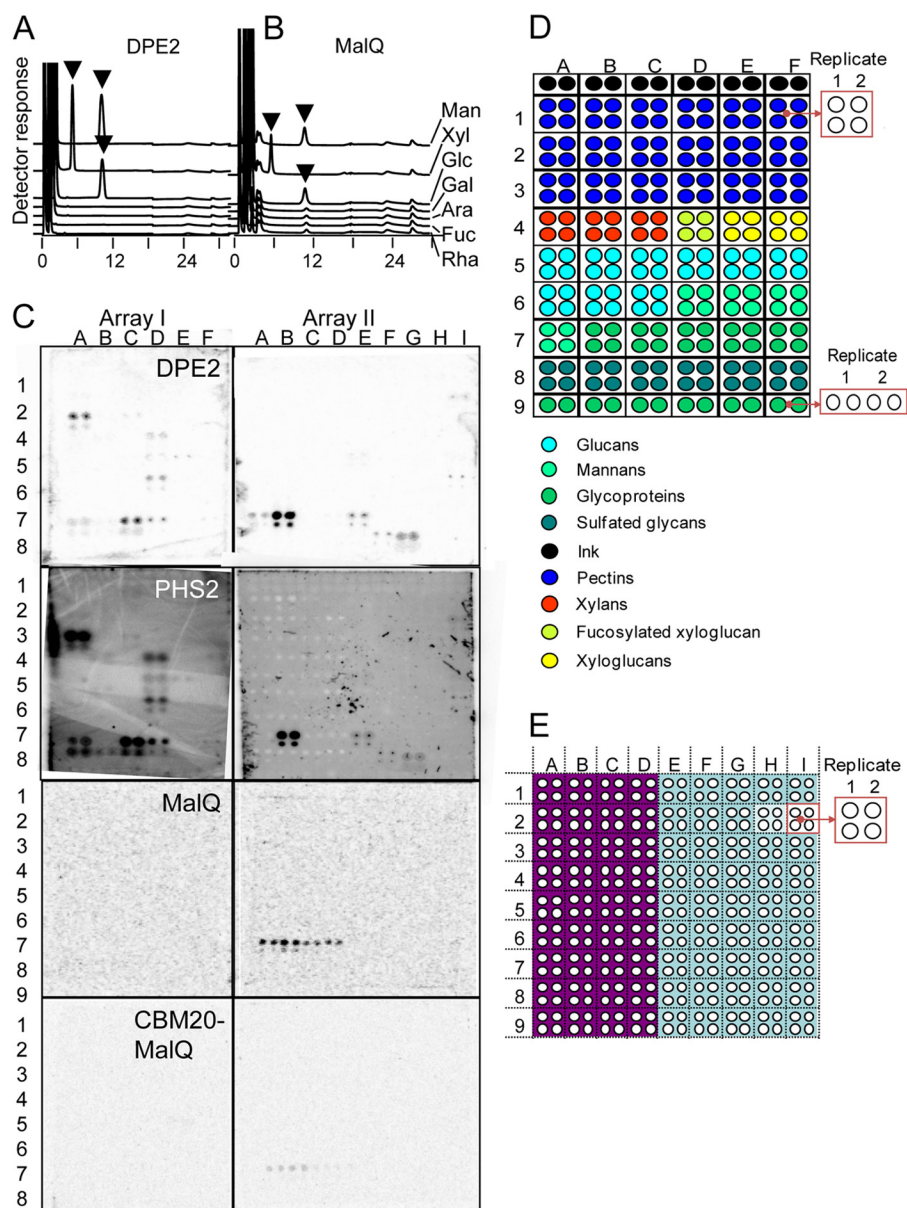 A
DPE2
B
MalQ
Detector response
Man
Xyl
Glc
Gal
Ara
Fuc
Rha
0 12 24
0 12 24
C
Array I
A B C D E F
Array II
A B C D E F G H I
DPE2
1
2
4
5
6
7
8
PHS2
1
2
3
4
5
6
7
8
MalQ
1
2
3
4
5
6
7
8
9
CBM20-
MalQ
1
2
3
4
5
6
7
8
D
A B C D E F
Replicate
1 2
1
2
3
4
5
6
7
8
9
Replicate
1 2
Glucans
Mannans
Glycoproteins
Sulfated glycans
Ink
Pectins
Xylans
Fucosylated xyloglucan
Xyloglucans
E
A B C D E F G H I
Replicate
1 2
1
2
3
4
5
6
7
8
9